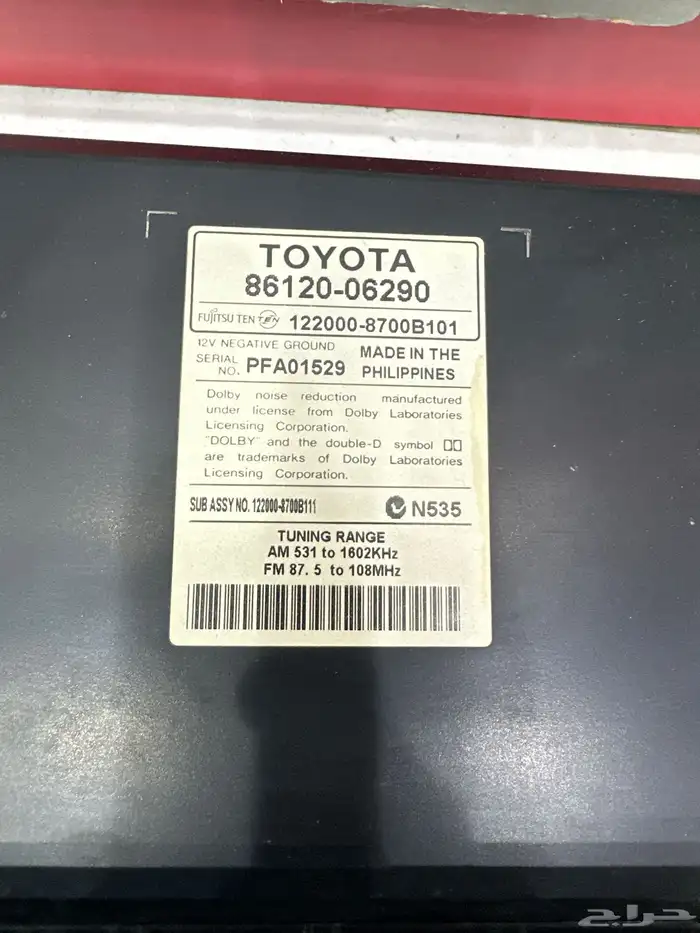 TOYOTA
86120-06290
FUJITSU TEN TEN 122000-8700B101
12V NEGATIVE GROUND
MADE IN THE PHILIPPINES
SERIAL NO. PFA01529
Dolby noise reduction manufactured
under license from Dolby Laboratories
Licensing Corporation.
"DOLBY" and the double-D symbol
are trademarks of Dolby Laboratories
Licensing Corporation.
SUB ASSY NO. 122000-8700B111 N535
TUNING RANGE
AM 531 to 1602KHz
FM 87. 5 to 108MHz
حراج